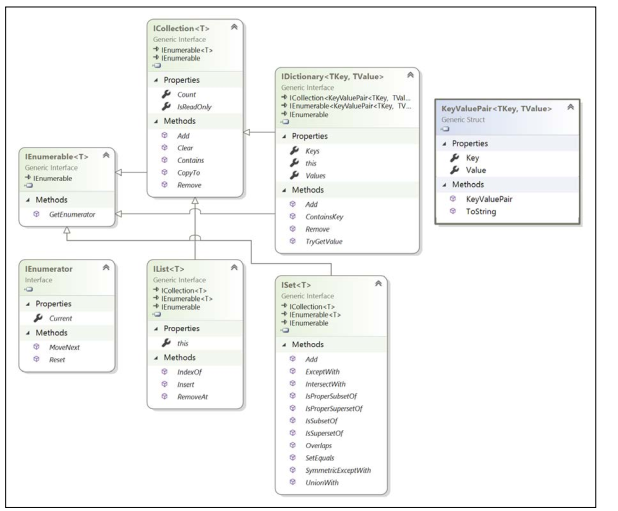 ICollection<T>
Generic Interface
IEnumerable<T>
IEnumerable
Properties
Count
IsReadOnly
Methods
Add
Clear
Contains
CopyTo
Remove
IDictionary<TKey, TValue>
Generic Interface
ICollection<KeyValuePair<TKey, TVal...
IEnumerable<KeyValuePair<TKey, TV...
IEnumerable
Properties
Keys
this
Values
Methods
Add
ContainsKey
Remove
TryGetValue
KeyValuePair<TKey, TValue>
Generic Struct
Properties
Key
Value
Methods
KeyValuePair
ToString
IEnumerable<T>
Generic Interface
IEnumerable
Methods
GetEnumerator
IEnumerator
Interface
Properties
Current
Methods
MoveNext
Reset
IList<T>
Generic Interface
ICollection<T>
IEnumerable<T>
IEnumerable
Properties
this
Methods
IndexOf
Insert
RemoveAt
ISet<T>
Generic Interface
ICollection<T>
IEnumerable<T>
IEnumerable
Methods
Add
ExceptWith
IntersectWith
IsProperSubsetOf
IsProperSupersetOf
IsSubsetOf
IsSupersetOf
Overlaps
SetEquals
SymmetricExceptWith
UnionWith